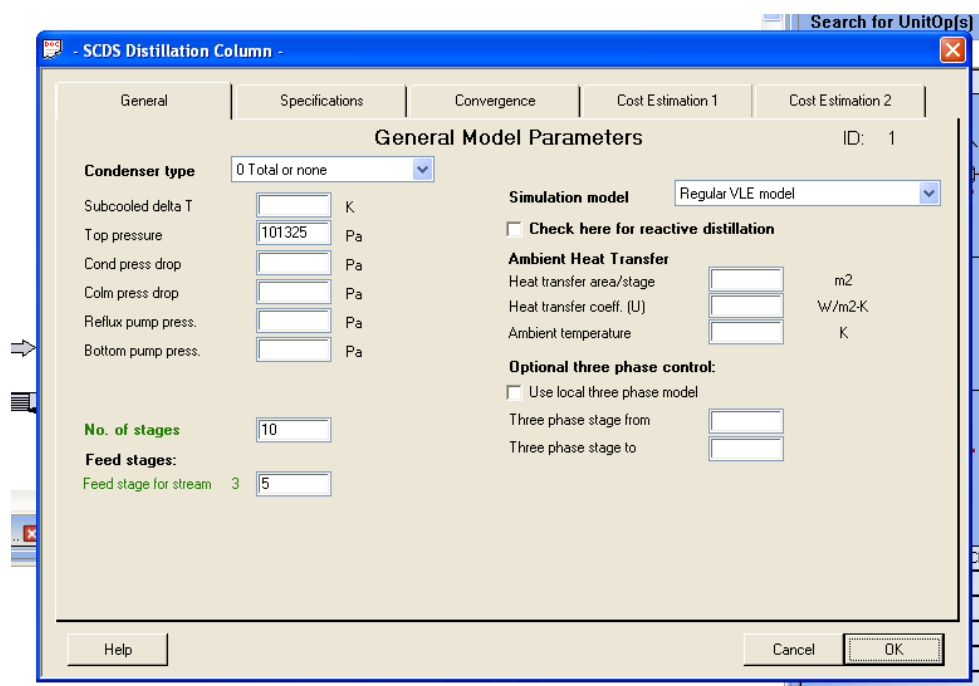 Search for UnitOp(s)
- SCDS Distillation Column -
General
Specifications
Convergence
Cost Estimation 1
Cost Estimation 2
General Model Parameters
ID: 1
Condenser type
0 Total or none
Subcooled delta T
K
Top pressure
101325
Pa
Cond press drop
Pa
Colm press drop
Pa
Reflux pump press.
Pa
Bottom pump press.
Pa
No. of stages
10
Feed stages:
Feed stage for stream 3
5
Simulation model
Regular VLE model
Check here for reactive distillation
Ambient Heat Transfer
Heat transfer area/stage
m2
Heat transfer coeff. (U)
W/m2-K
Ambient temperature
K
Optional three phase control:
Use local three phase model
Three phase stage from
Three phase stage to
Help
Cancel
OK